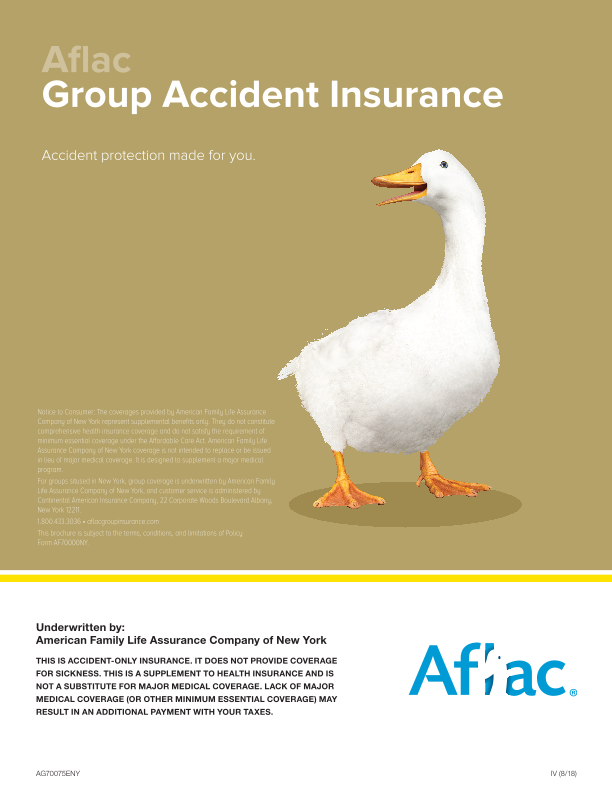 Aflac
Group Accident Insurance
Accident protection made for you.
Notice to Consumer: The coverages provided by American Family Life Assurance
Company of New York represent supplemental benefits only. They do not constitute
comprehensive health insurance coverage and do not satisfy the requirement of
minimum essential coverage under the Affordable Care Act. American Family Life
Assurance Company of New York coverage is not intended to replace or be issued
in lieu of major medical coverage. It is designed to supplement a major medical
program.
For groups sitused in New York, group coverage is underwritten by American Family
Life Assurance Company of New York, and customer service is administered by
Continental American Insurance Company, 22 Corporate Woods Boulevard Albany,
New York 12211.
1.800.433.3036 • aflacgroupinsurance.com
This brochure is subject to the terms, conditions, and limitations of Policy
Form AF70000NY.
Underwritten by:
American Family Life Assurance Company of New York
THIS IS ACCIDENT-ONLY INSURANCE. IT DOES NOT PROVIDE COVERAGE
FOR SICKNESS. THIS IS A SUPPLEMENT TO HEALTH INSURANCE AND IS
NOT A SUBSTITUTE FOR MAJOR MEDICAL COVERAGE. LACK OF MAJOR
MEDICAL COVERAGE (OR OTHER MINIMUM ESSENTIAL COVERAGE) MAY
RESULT IN AN ADDITIONAL PAYMENT WITH YOUR TAXES.
Aflac®
AG70075ENY
IV (8/18)